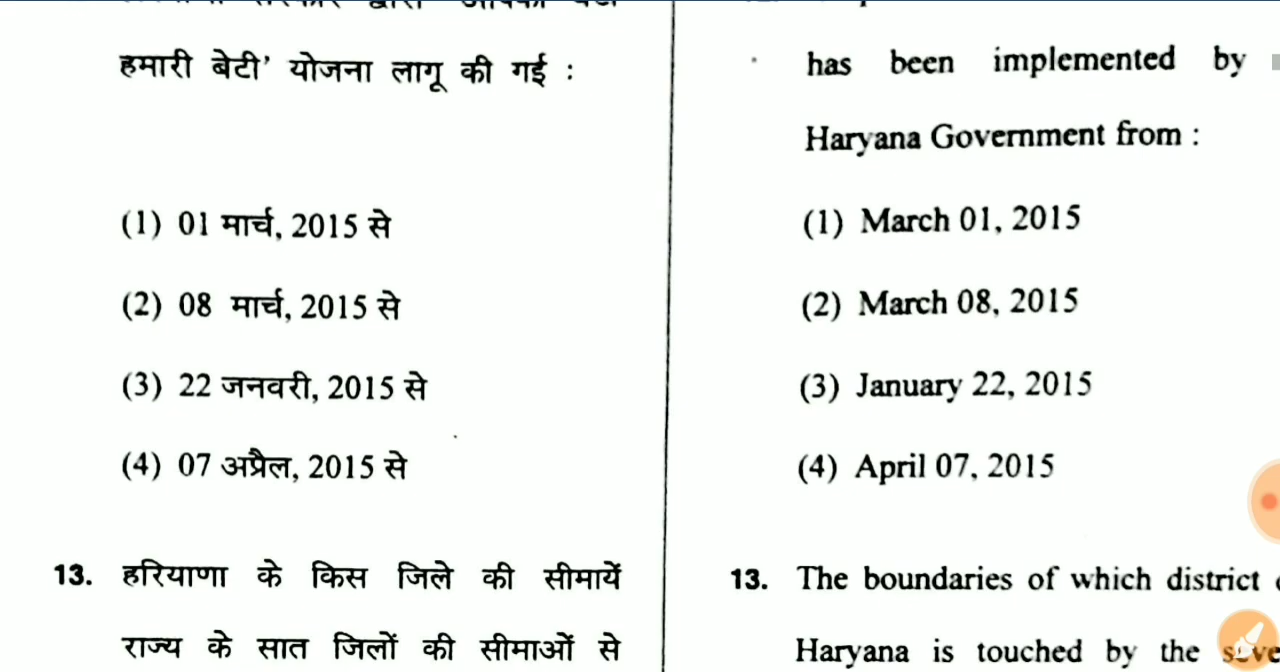 हमारी बेटी' योजना लागू की गई :
(1) 01 मार्च, 2015 से
(2) 08 मार्च, 2015 से
(3) 22 जनवरी, 2015 से
(4) 07 अप्रैल, 2015 से
13. हरियाणा के किस जिले की सीमायें
राज्य के सात जिलों की सीमाओं से
has been implemented by
Haryana Government from :
(1) March 01, 2015
(2) March 08, 2015
(3) January 22, 2015
(4) April 07, 2015
13. The boundaries of which district
Haryana is touched by the